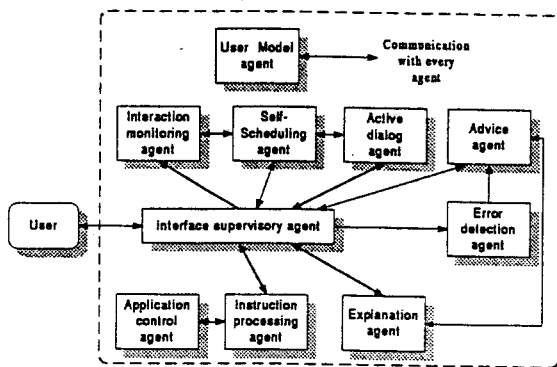 User Model
agent
Communication
with every
agent
Interaction
monitoring
agent
Self-
Scheduling
agent
Active
dialog
agent
Advice
agent
User
Interface supervisory agent
Error
detection
agent
Application
control
agent
Instruction
processing
agent
Explanation
agent